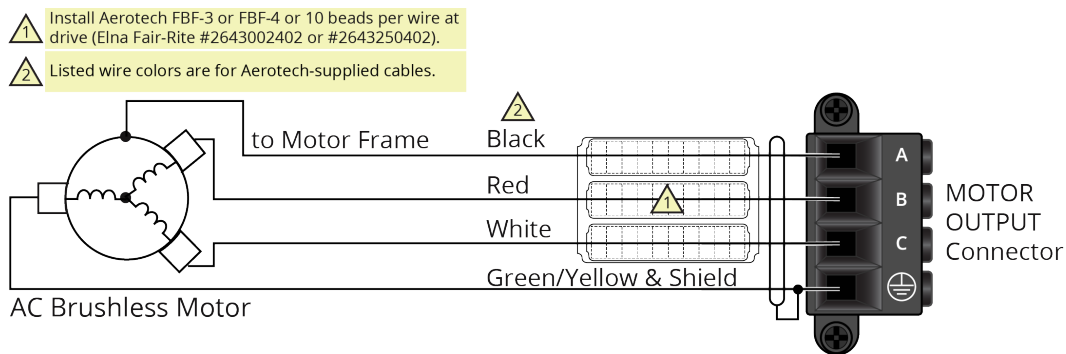 1
Install Aerotech FBF-3 or FBF-4 or 10 beads per wire at
drive (Elna Fair-Rite #2643002402 or #2643250402).
2
Listed wire colors are for Aerotech-supplied cables.
2
to Motor Frame
Black
A
Red
1
B
MOTOR
OUTPUT
Connector
White
C
Green/Yellow & Shield
AC Brushless Motor